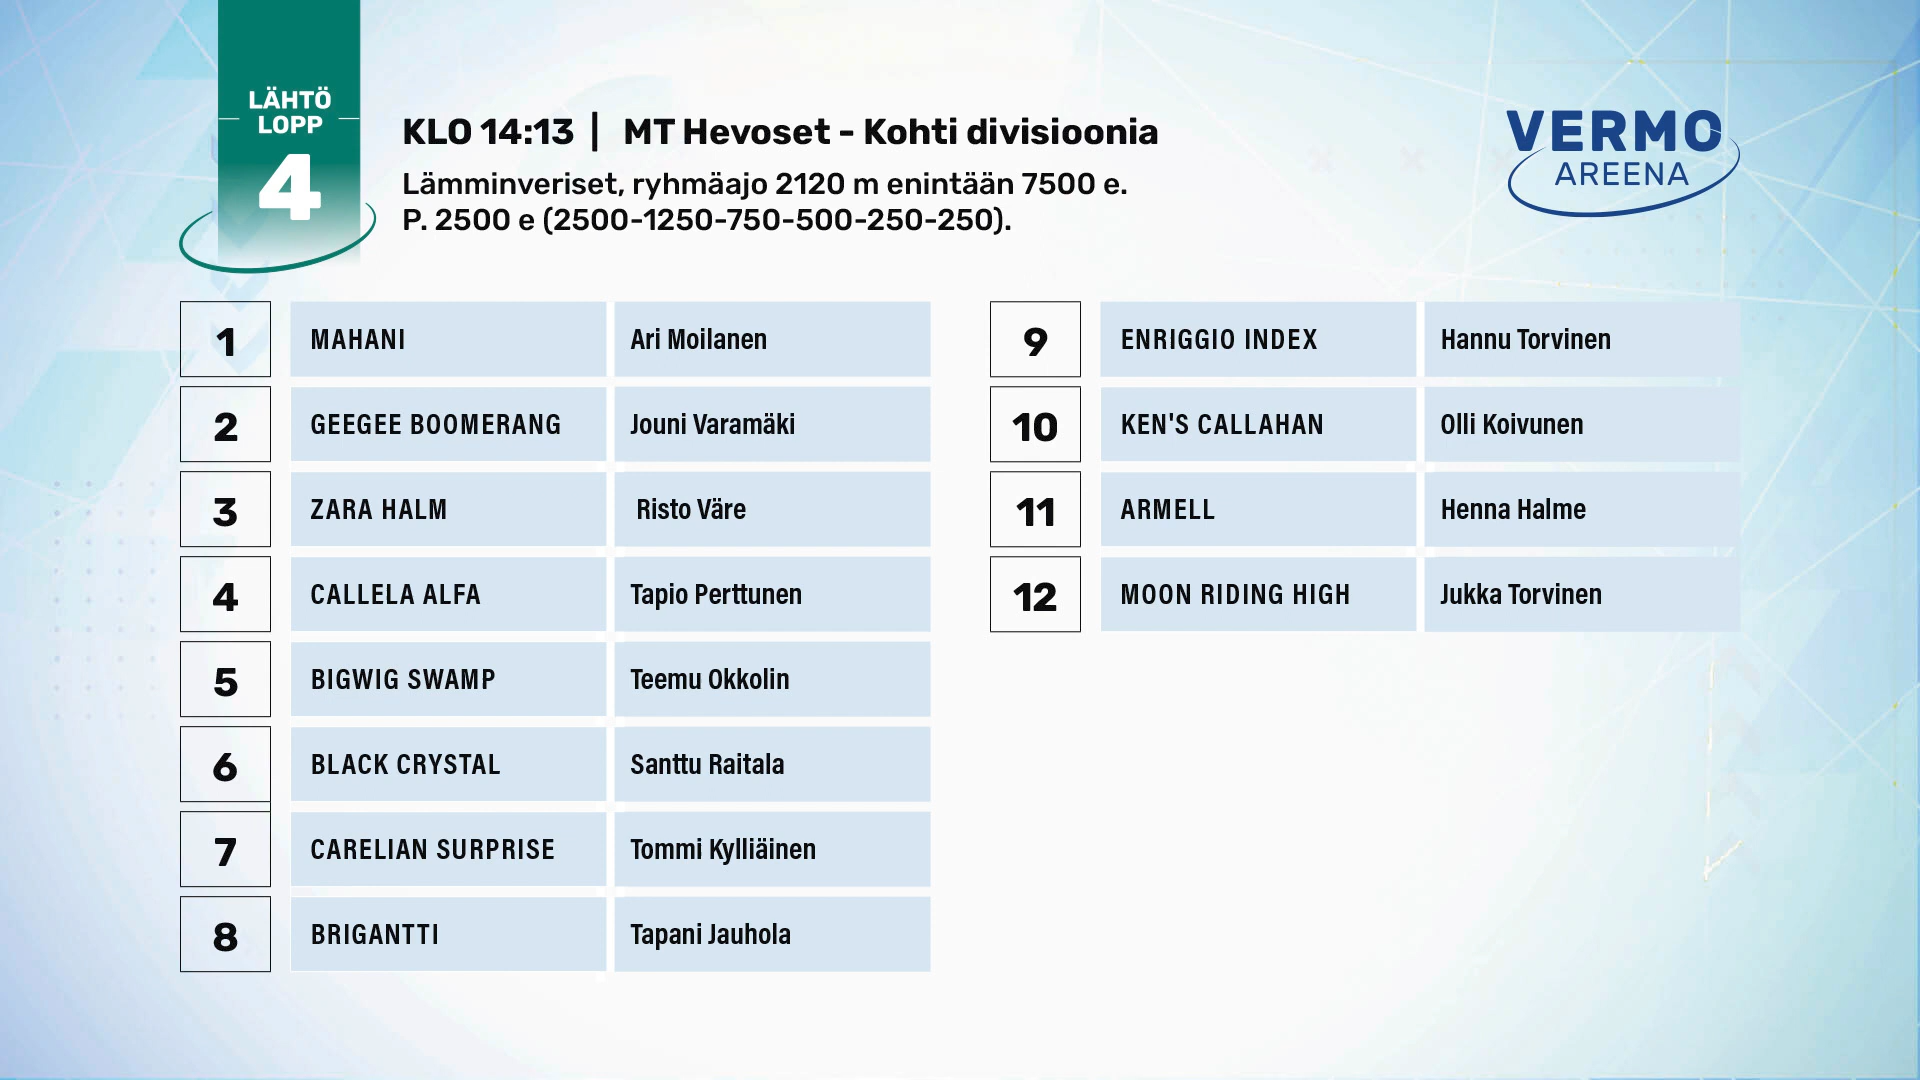 LÄHTÖ
LOPP
4
KLO 14:13 | MT Hevoset - Kohti divisioonia
Lämminveriset, ryhmäajo 2120 m enintään 7500 e.
P. 2500 e (2500-1250-750-500-250-250).
VERMO
AREENA
1 MAHANI Ari Moilanen
2 GEEGEE BOOMERANG Jouni Varamäki
3 ZARA HALM Risto Väre
4 CALLELA ALFA Tapio Perttunen
5 BIGWIG SWAMP Teemu Okkolin
6 BLACK CRYSTAL Santtu Raitala
7 CARELIAN SURPRISE Tommi Kylliäinen
8 BRIGANTTI Tapani Jauhola
9 ENRIGGIO INDEX Hannu Torvinen
10 KEN'S CALLAHAN Olli Koivunen
11 ARMELL Henna Halme
12 MOON RIDING HIGH Jukka Torvinen